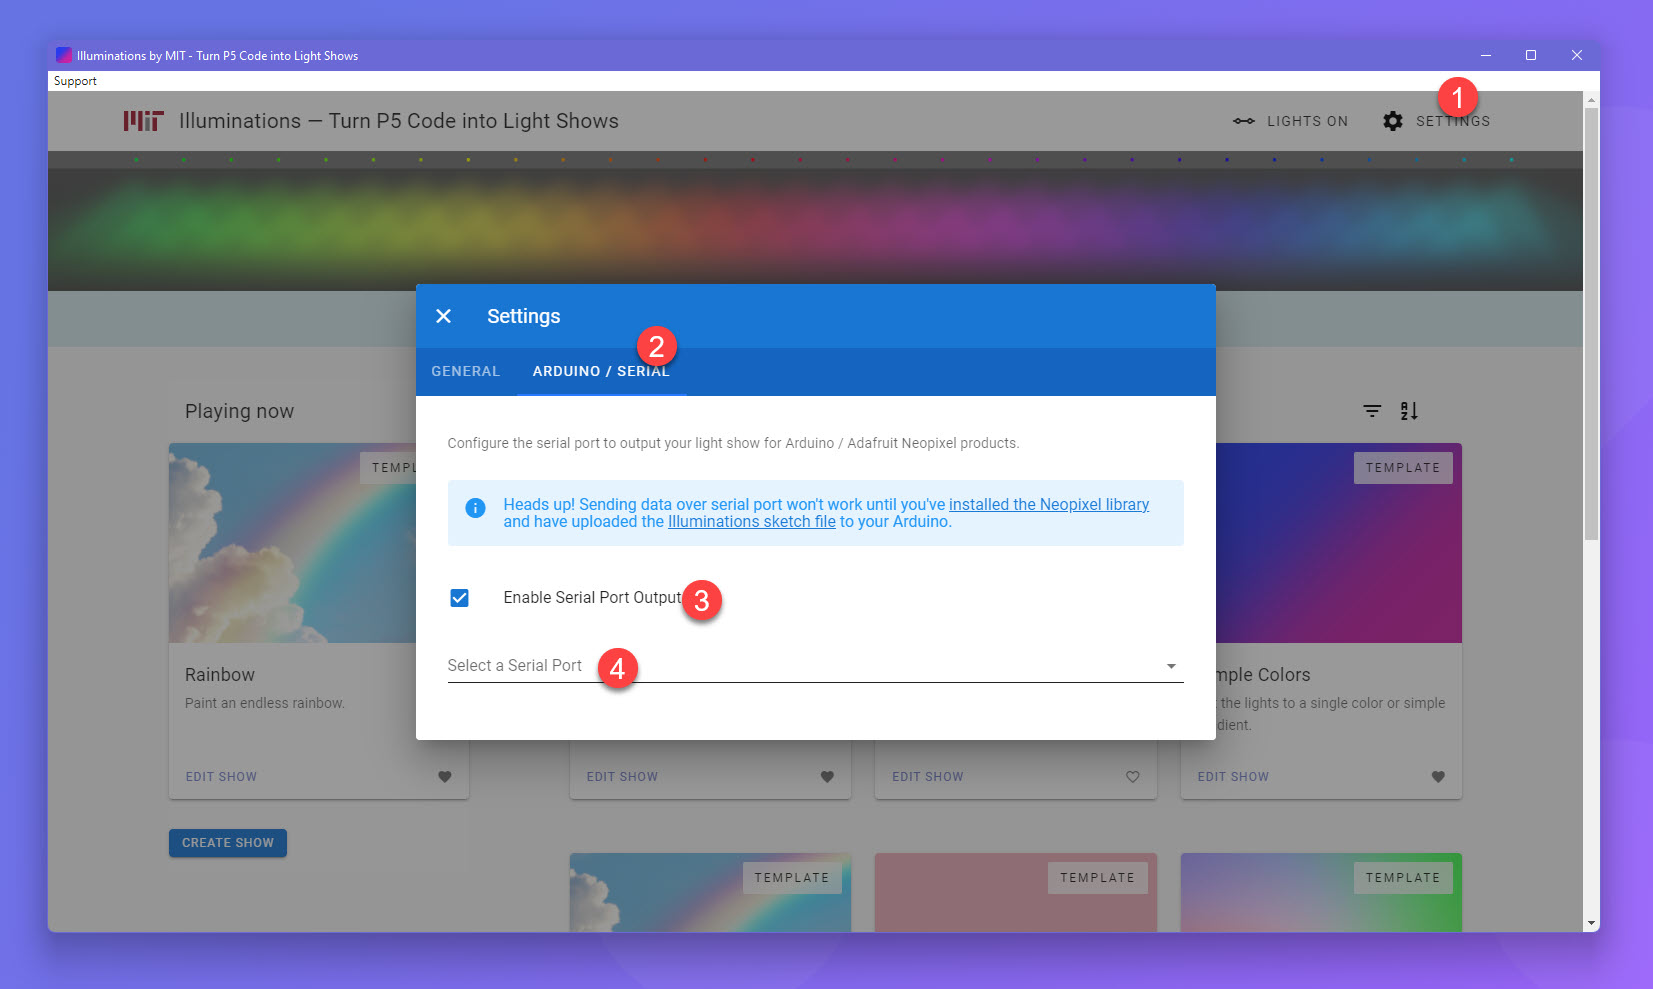 Illuminations by MIT - Turn P5 Code into Light Shows
Support
MIT Illuminations — Turn P5 Code into Light Shows
LIGHTS ON
SETTINGS
1
Settings
2
GENERAL
ARDUINO / SERIAL
Configure the serial port to output your light show for Arduino / Adafruit Neopixel products.
Heads up! Sending data over serial port won't work until you've installed the Neopixel library
and have uploaded the Illuminations sketch file to your Arduino.
Enable Serial Port Output
3
Select a Serial Port
4
Playing now
A
Z
TEMPL
Rainbow
Paint an endless rainbow.
EDIT SHOW
CREATE SHOW
EDIT SHOW
EDIT SHOW
TEMPLATE
mple Colors
the lights to a single color or simple
dient.
EDIT SHOW
TEMPLATE
TEMPLATE
TEMPLATE